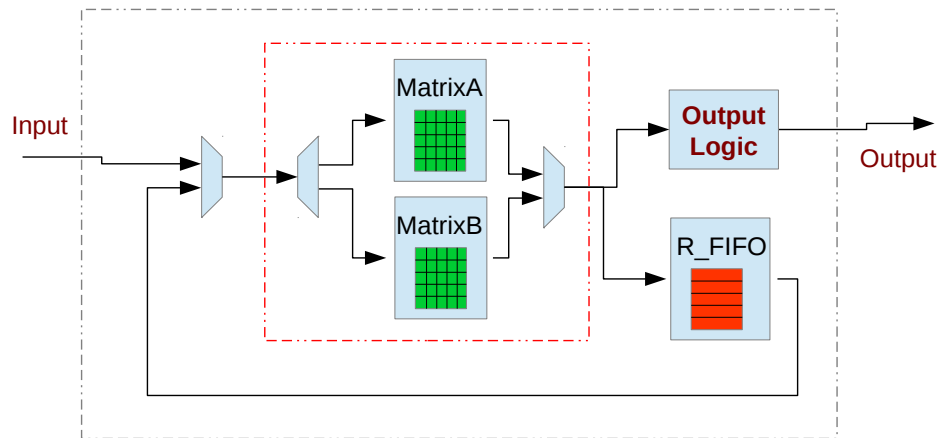 Input
MatrixA
MatrixB
Output
Logic
R_FIFO
Output